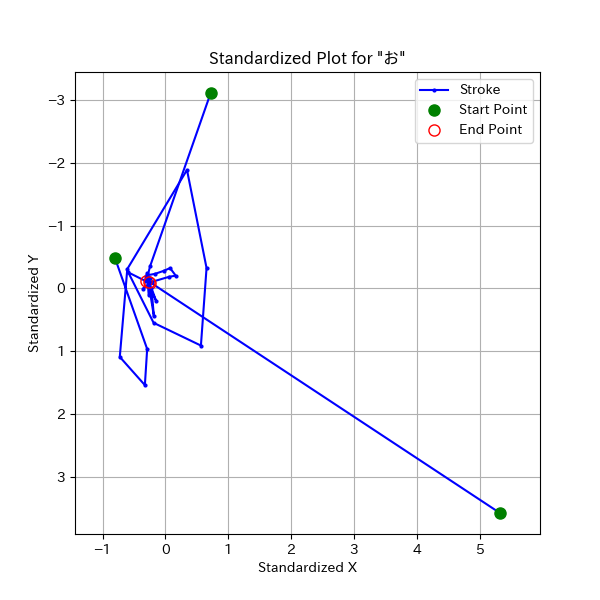 Standardized Plot for "お"
Stroke
Start Point
End Point
−3
−2
−1
0
1
2
3
Standardized Y
−1 0 1 2 3 4 5
Standardized X